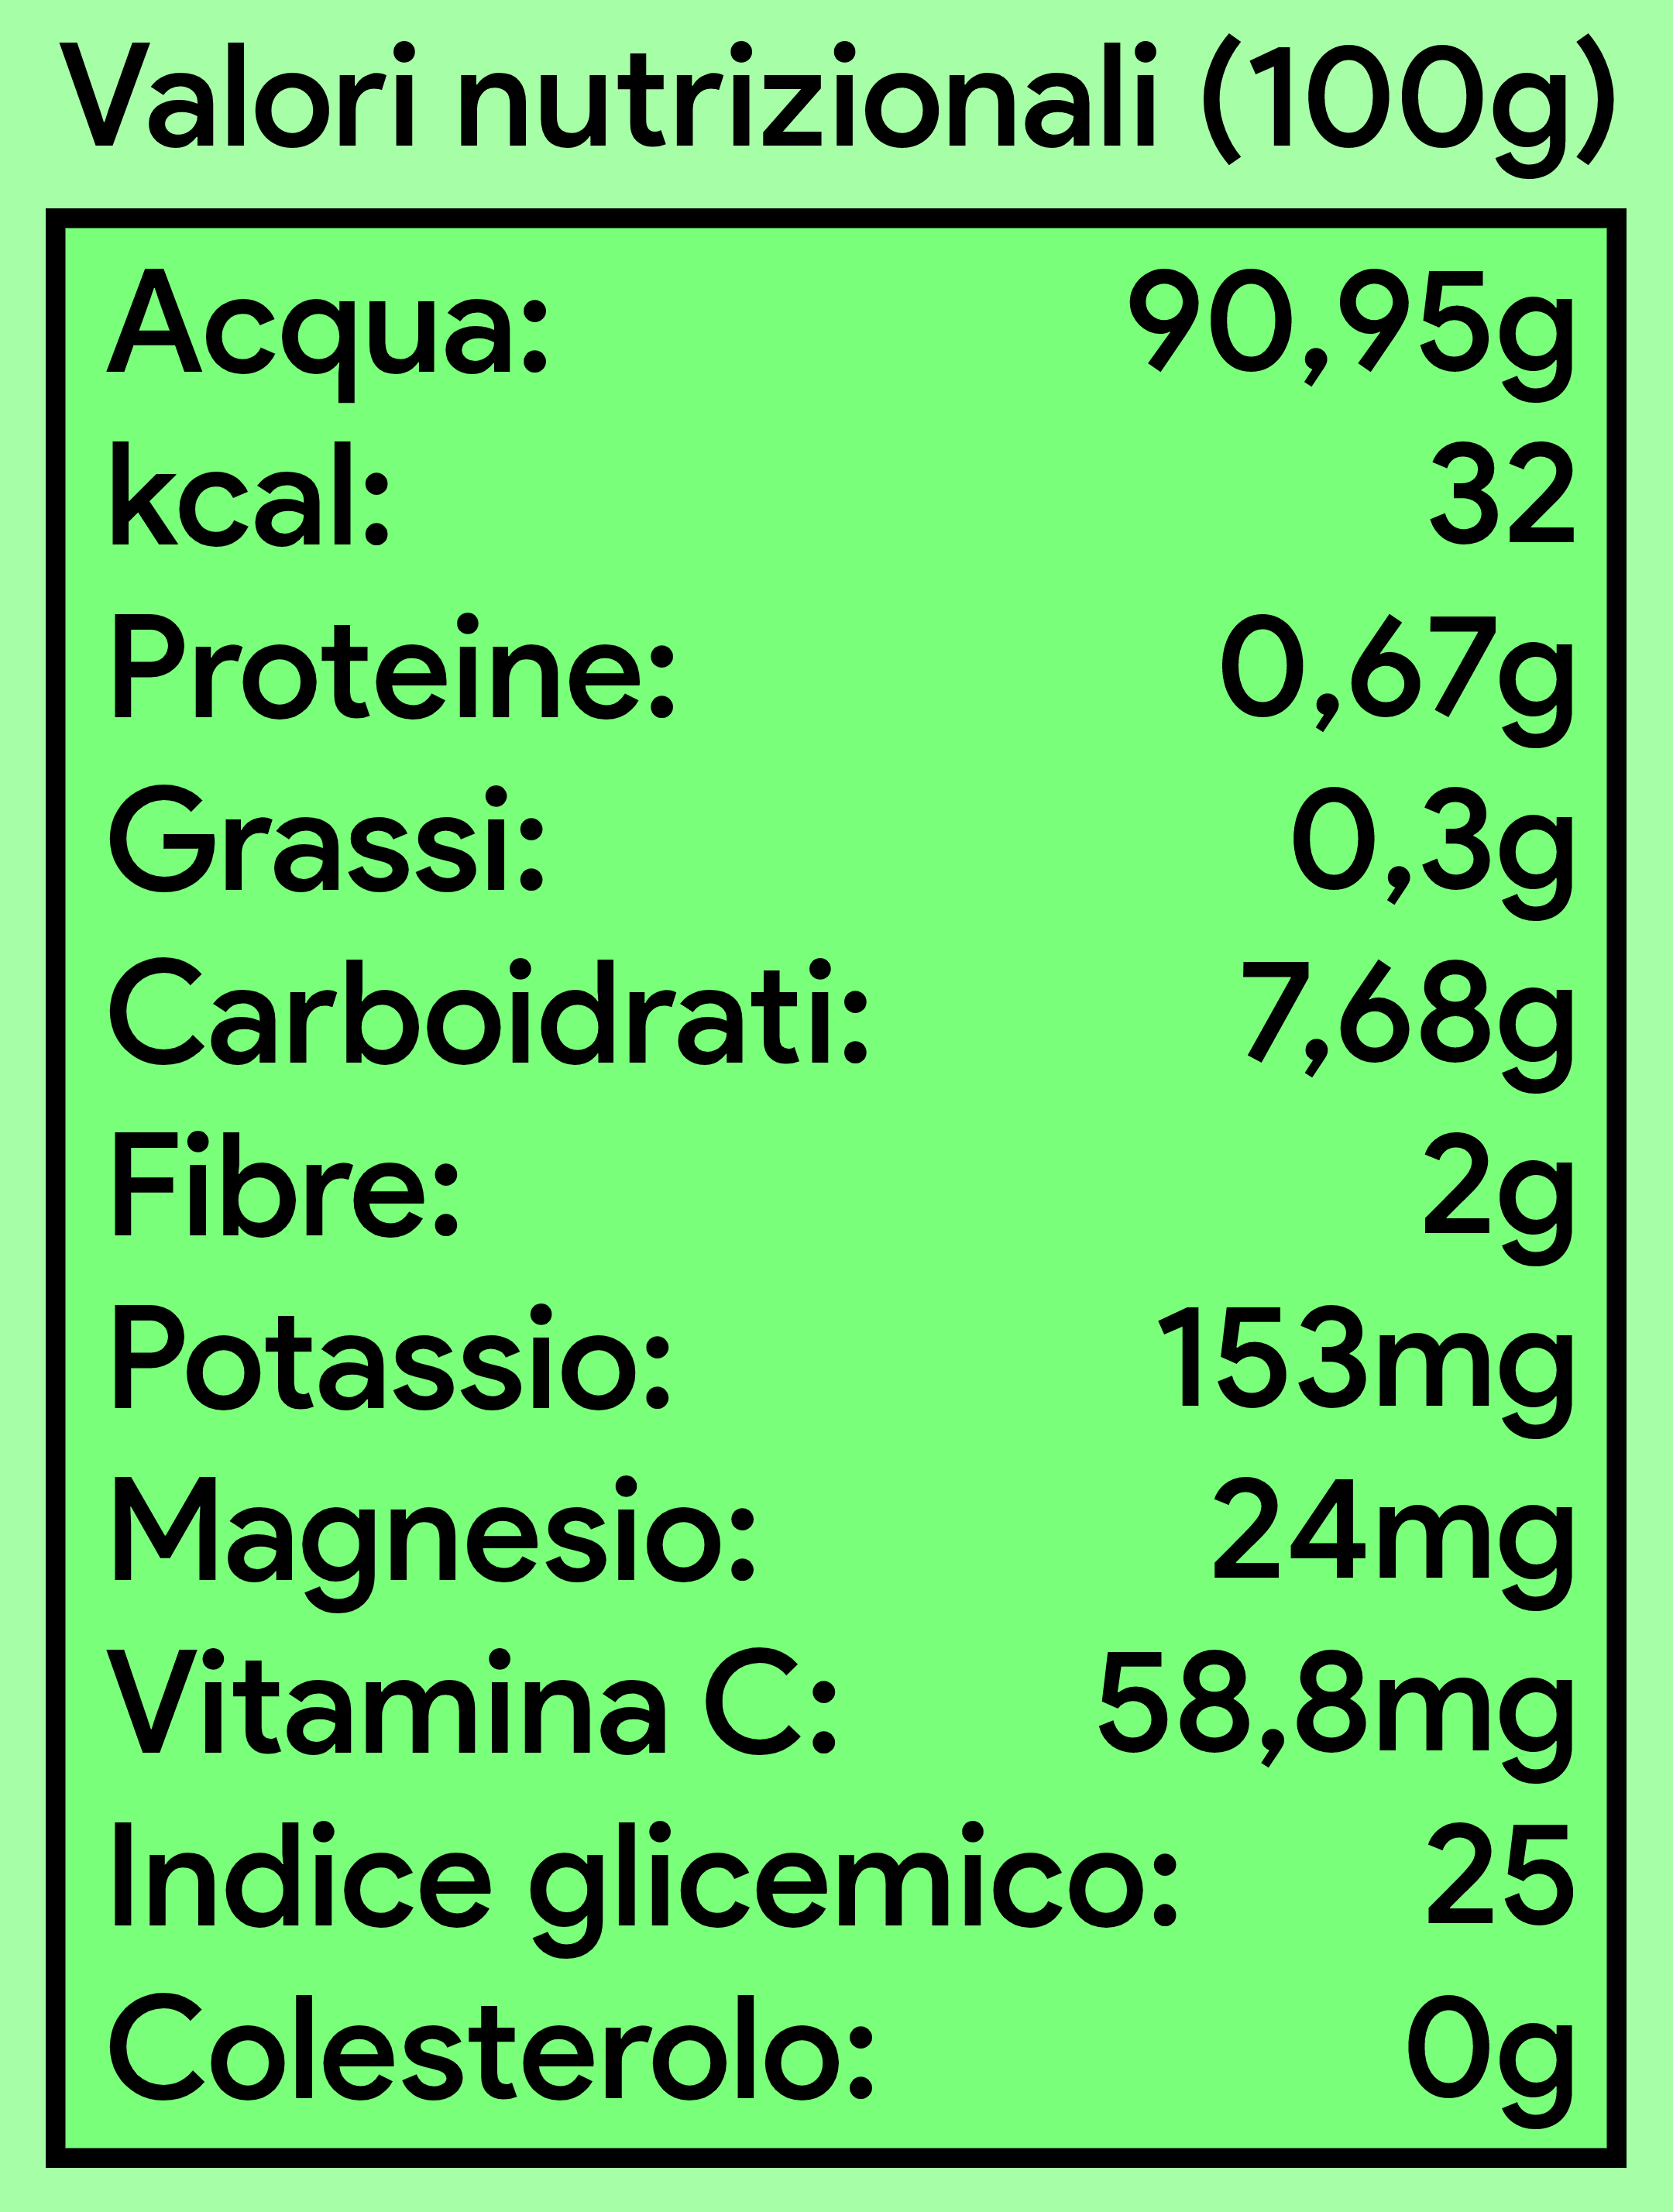 Valori nutrizionali (100g)
Acqua: 90,95g
kcal: 32
Proteine: 0,67g
Grassi: 0,3g
Carboidrati: 7,68g
Fibre: 2g
Potassio: 153mg
Magnesio: 24mg
Vitamina C: 58,8mg
Indice glicemico: 25
Colesterolo: 0g